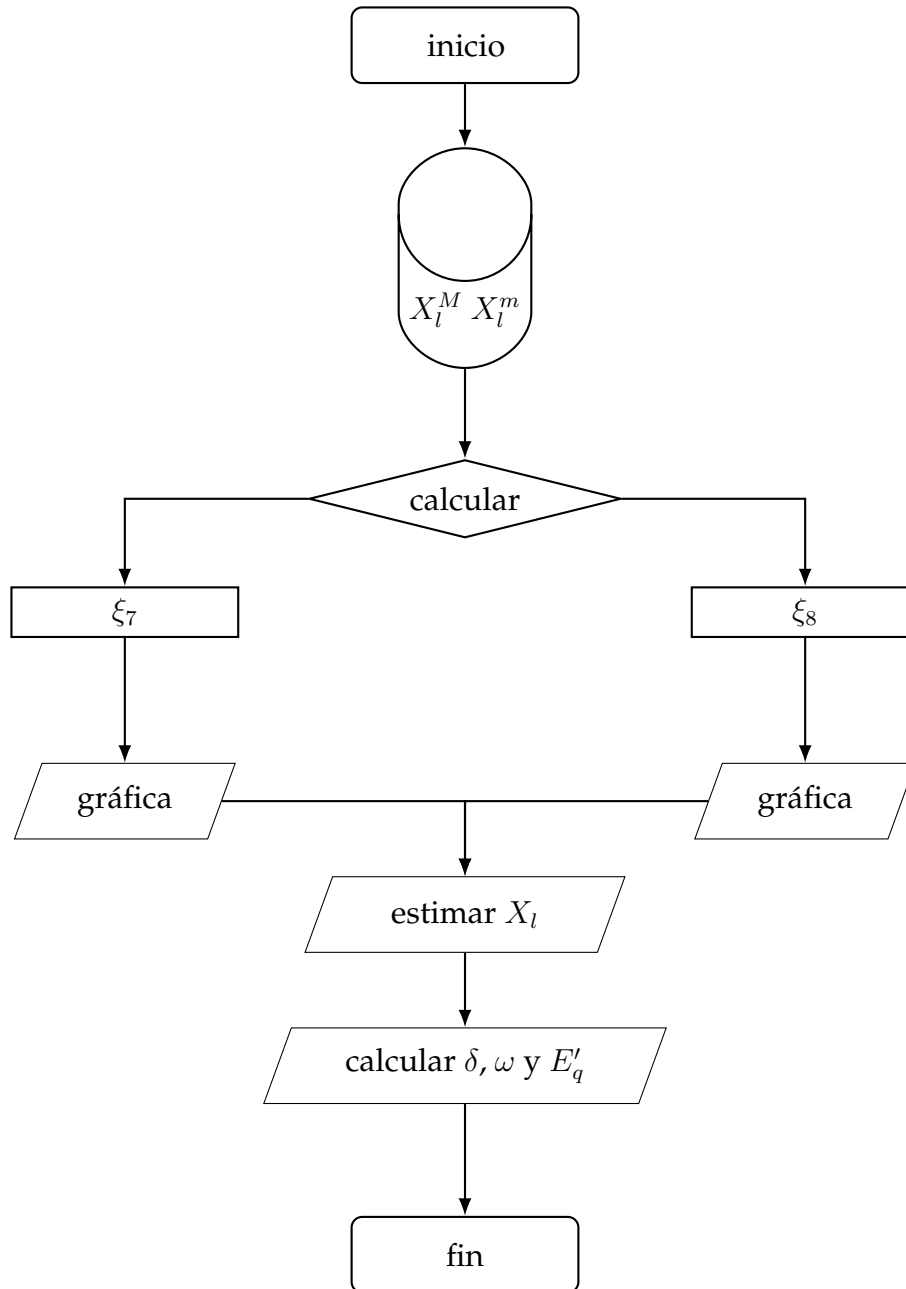 inicio
$X_l^M$ $X_l^m$
calcular
$\xi_7$
$\xi_8$
gráfica
gráfica
estimar $X_l$
calcular $\delta$, $\omega$ y $E'_q$
fin